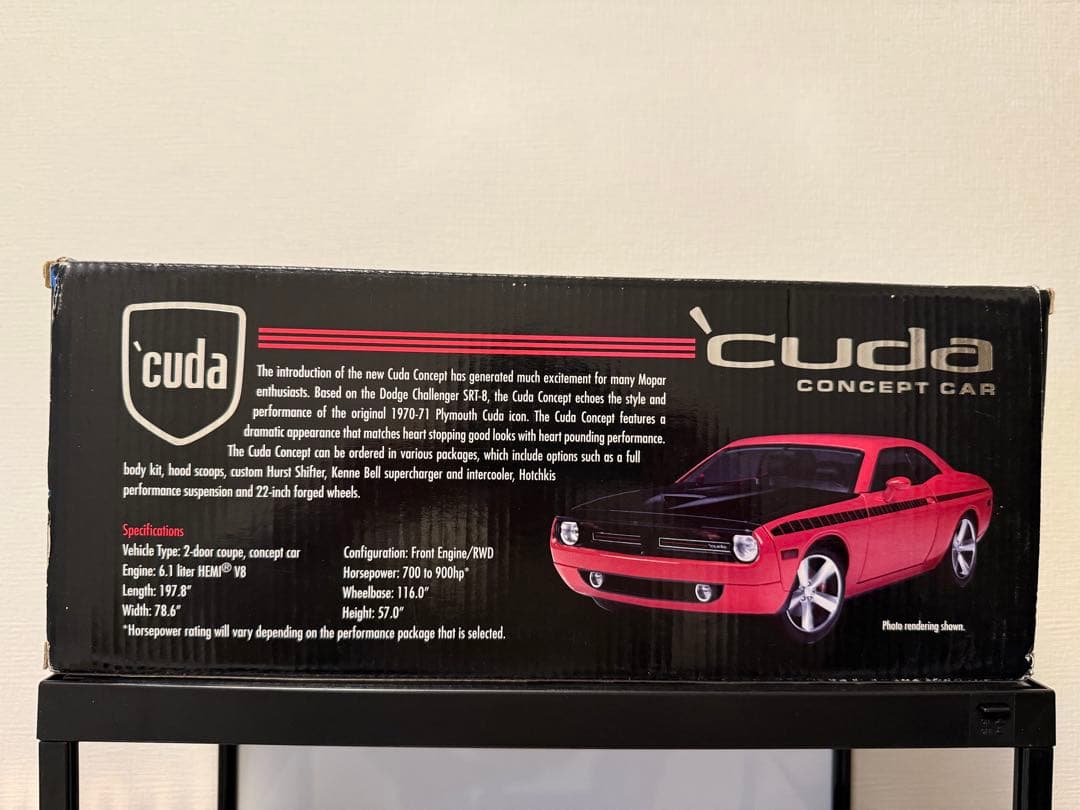 `cuda
`cuda
CONCEPT CAR
The introduction of the new Cuda Concept has generated much excitement for many Mopar
enthusiasts. Based on the Dodge Challenger SRT-8, the Cuda Concept echoes the style and
performance of the original 1970-71 Plymouth Cuda icon. The Cuda Concept features a
dramatic appearance that matches heart stopping good looks with heart pounding performance.
The Cuda Concept can be ordered in various packages, which include options such as a full
body kit, hood scoops, custom Hurst Shifter, Kenne Bell supercharger and intercooler, Hotchkis
performance suspension and 22-inch forged wheels.
Specifications
Vehicle Type: 2-door coupe, concept car
Engine: 6.1 liter HEMI® V8
Length: 197.8"
Width: 78.6"
Configuration: Front Engine/RWD
Horsepower: 700 to 900hp*
Wheelbase: 116.0"
Height: 57.0"
*Horsepower rating will vary depending on the performance package that is selected.
Photo rendering shown.